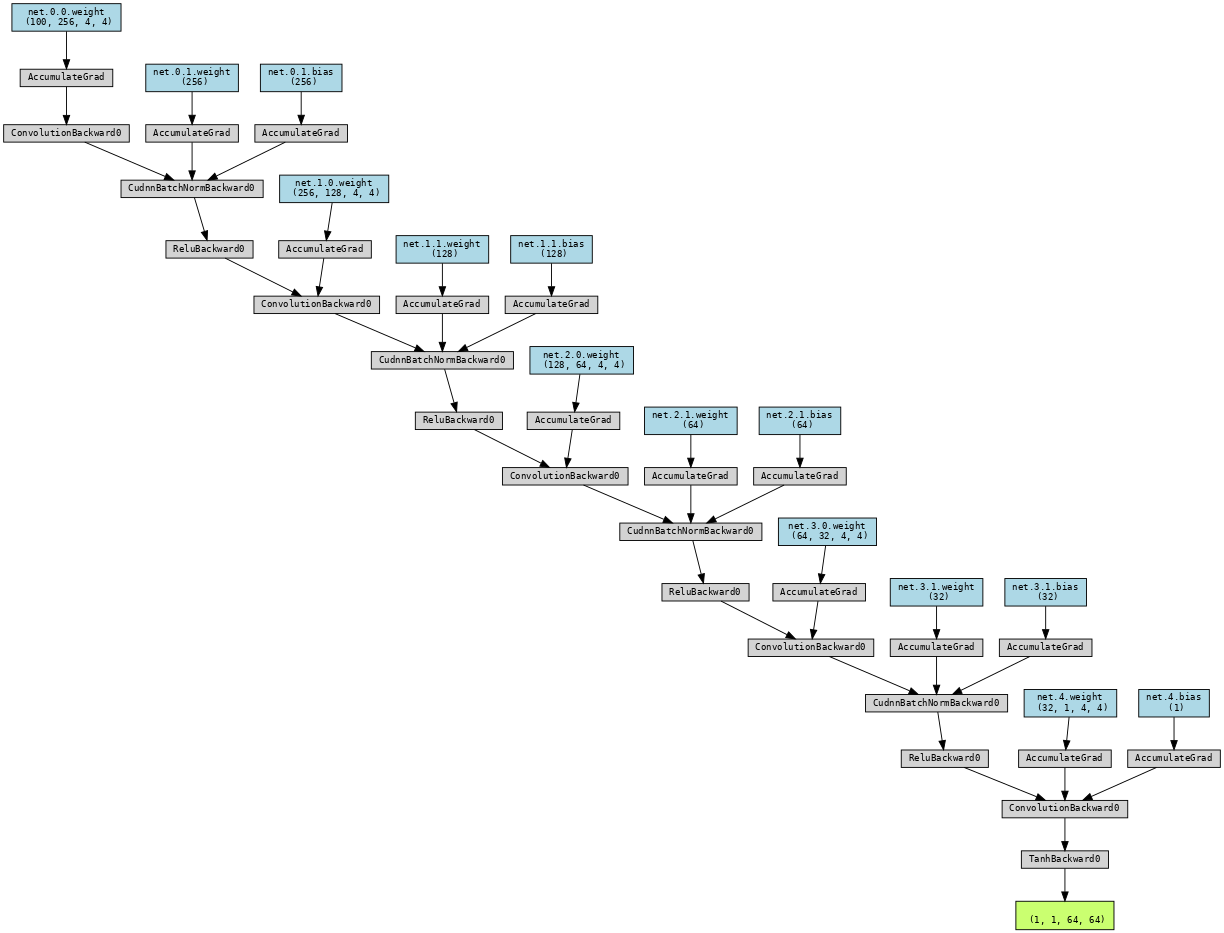 net.0.0.weight
(100, 256, 4, 4)
AccumulateGrad
net.0.1.weight
(256)
net.0.1.bias
(256)
ConvolutionBackward0
AccumulateGrad
AccumulateGrad
CudnnBatchNormBackward0
net.1.0.weight
(256, 128, 4, 4)
ReluBackward0
AccumulateGrad
net.1.1.weight
(128)
net.1.1.bias
(128)
ConvolutionBackward0
AccumulateGrad
AccumulateGrad
CudnnBatchNormBackward0
net.2.0.weight
(128, 64, 4, 4)
ReluBackward0
AccumulateGrad
net.2.1.weight
(64)
net.2.1.bias
(64)
ConvolutionBackward0
AccumulateGrad
AccumulateGrad
CudnnBatchNormBackward0
net.3.0.weight
(64, 32, 4, 4)
ReluBackward0
AccumulateGrad
net.3.1.weight
(32)
net.3.1.bias
(32)
ConvolutionBackward0
AccumulateGrad
AccumulateGrad
CudnnBatchNormBackward0
net.4.weight
(32, 1, 4, 4)
net.4.bias
(1)
ReluBackward0
AccumulateGrad
AccumulateGrad
ConvolutionBackward0
TanhBackward0
(1, 1, 64, 64)